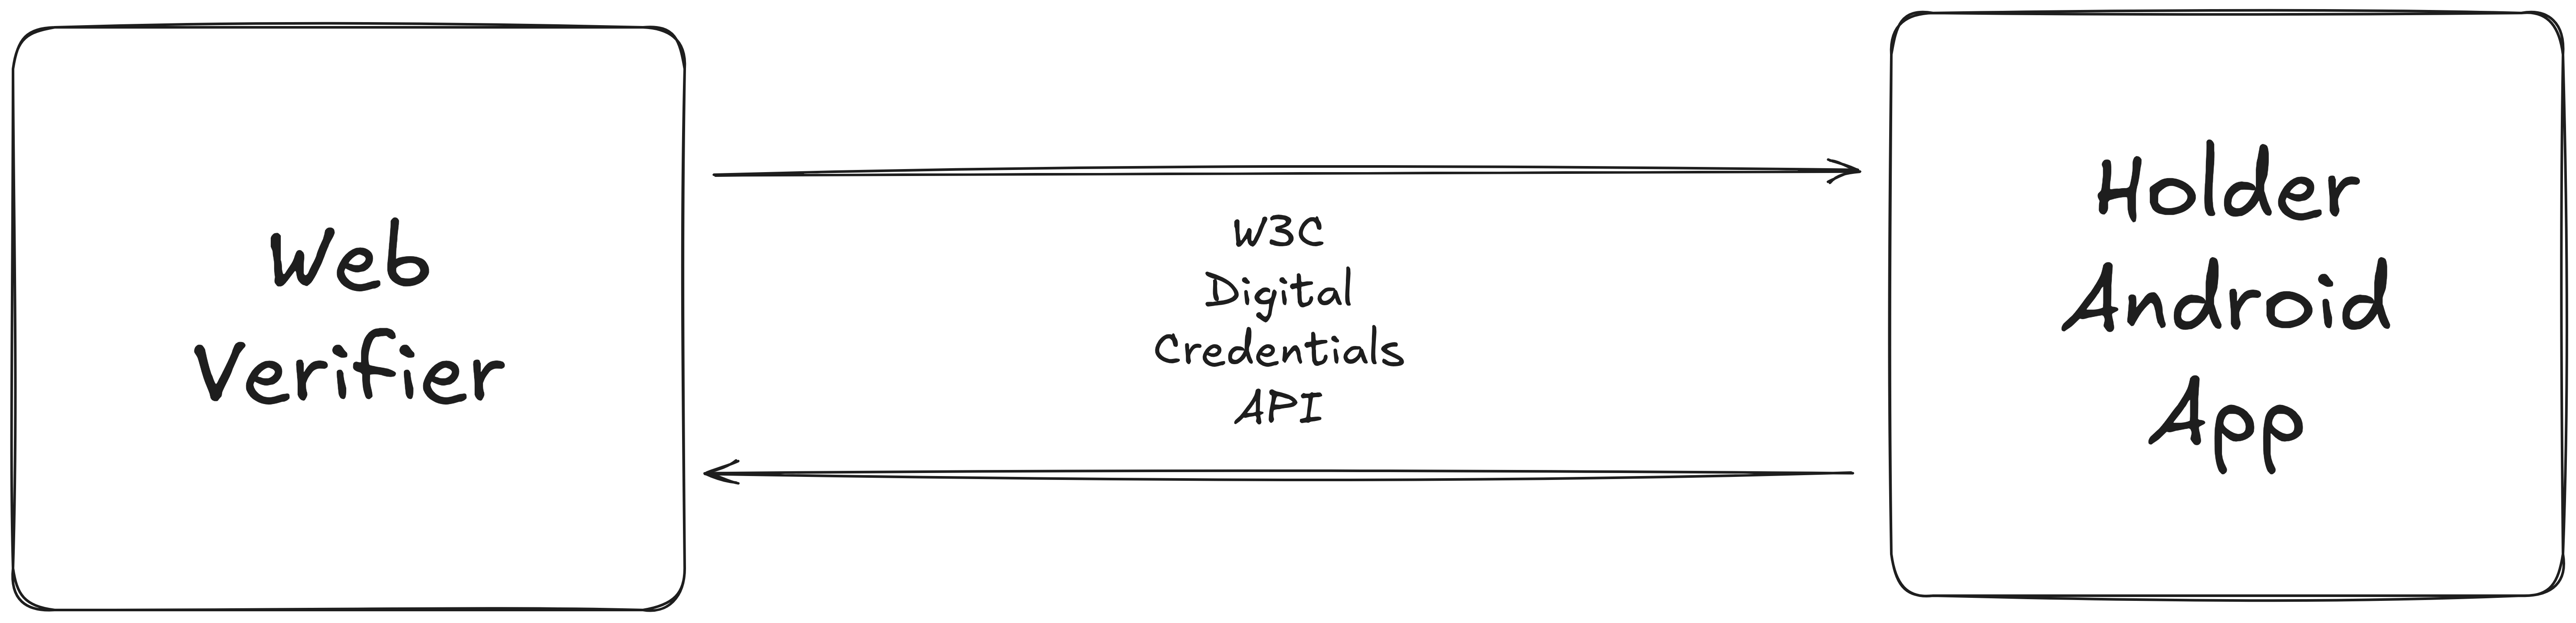 Web
Verifier
W3C
Digital
Credentials
API
Holder
Android
App